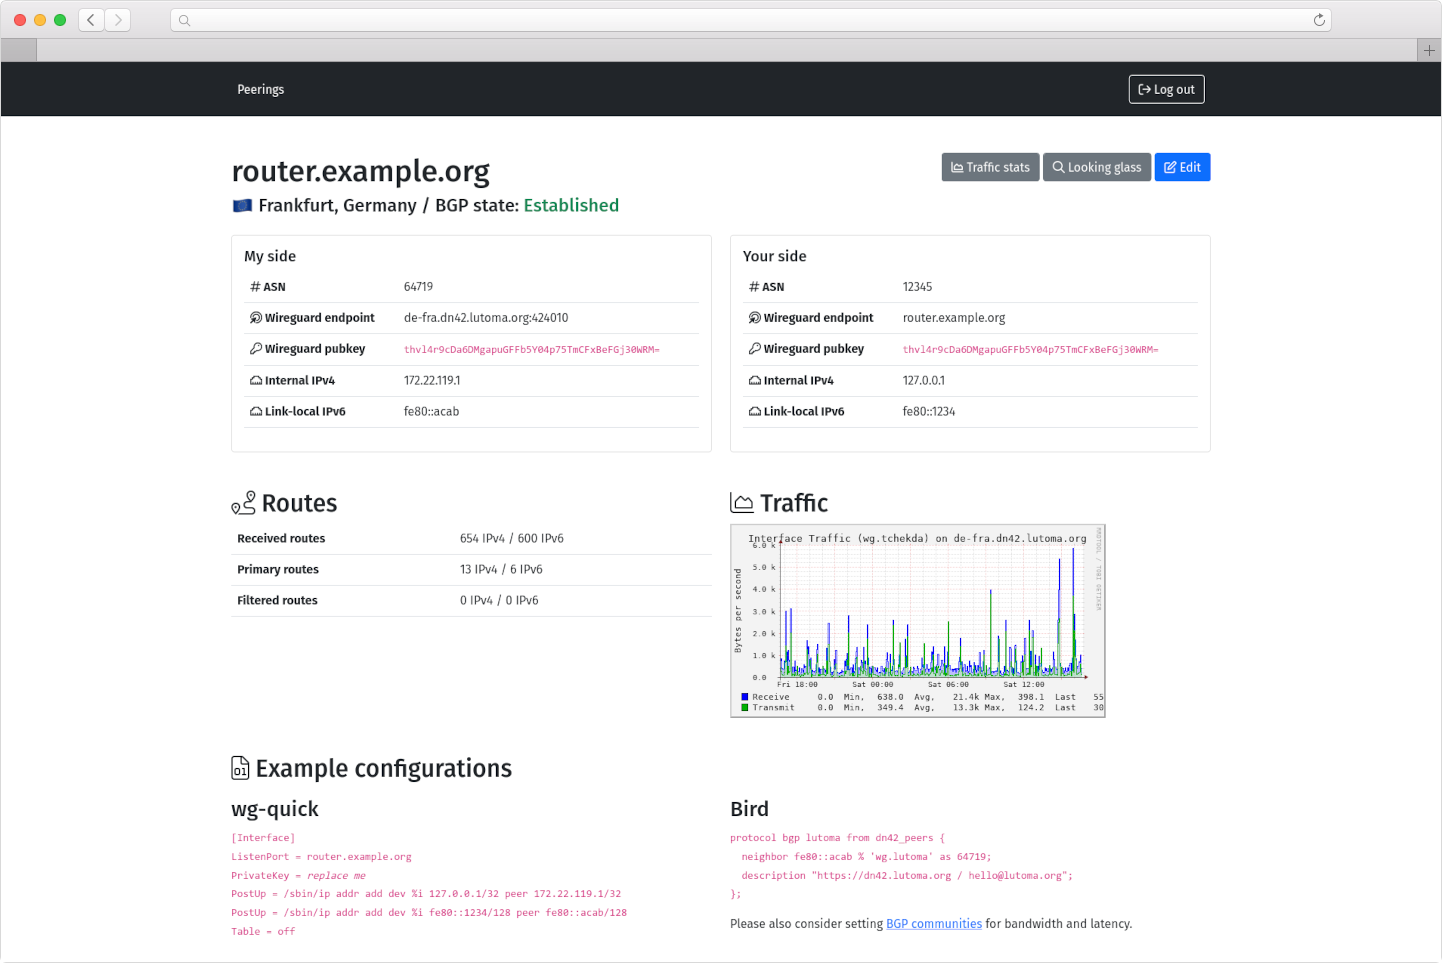 Peerings
Log out
router.example.org
Traffic stats
Looking glass
Edit
Frankfurt, Germany / BGP state: Established
My side
# ASN 64719
Wireguard endpoint de-fra.dn42.lutoma.org:424010
Wireguard pubkey thvl4r9cDa6DMgapuGFFb5Y04p75TmCFxBeFGj30WRM=
Internal IPv4 172.22.119.1
Link-local IPv6 fe80::acab
Your side
# ASN 12345
Wireguard endpoint router.example.org
Wireguard pubkey thvl4r9cDa6DMgapuGFFb5Y04p75TmCFxBeFGj30WRM=
Internal IPv4 127.0.0.1
Link-local IPv6 fe80::1234
Routes
Received routes 654 IPv4 / 600 IPv6
Primary routes 13 IPv4 / 6 IPv6
Filtered routes 0 IPv4 / 0 IPv6
Traffic
Interface Traffic (wg.tchekda) on de-fra.dn42.lutoma.org
RRDTOOL / TOBI OETIKER
Bytes per second
6.0 k
5.0 k
4.0 k
3.0 k
2.0 k
1.0 k
0.0
Fri 18:00 Sat 00:00 Sat 06:00 Sat 12:00
Receive 0.0 Min, 638.0 Avg, 21.4k Max, 398.1 Last 55
Transmit 0.0 Min, 349.4 Avg, 13.3k Max, 124.2 Last 30
01 Example configurations
wg-quick
[Interface]
ListenPort = router.example.org
PrivateKey = replace me
PostUp = /sbin/ip addr add dev %i 127.0.0.1/32 peer 172.22.119.1/32
PostUp = /sbin/ip addr add dev %i fe80::1234/128 peer fe80::acab/128
Table = off
Bird
protocol bgp lutoma from dn42_peers {
neighbor fe80::acab % 'wg.lutoma' as 64719;
description "https://dn42.lutoma.org / hello@lutoma.org";
};
Please also consider setting BGP communities for bandwidth and latency.